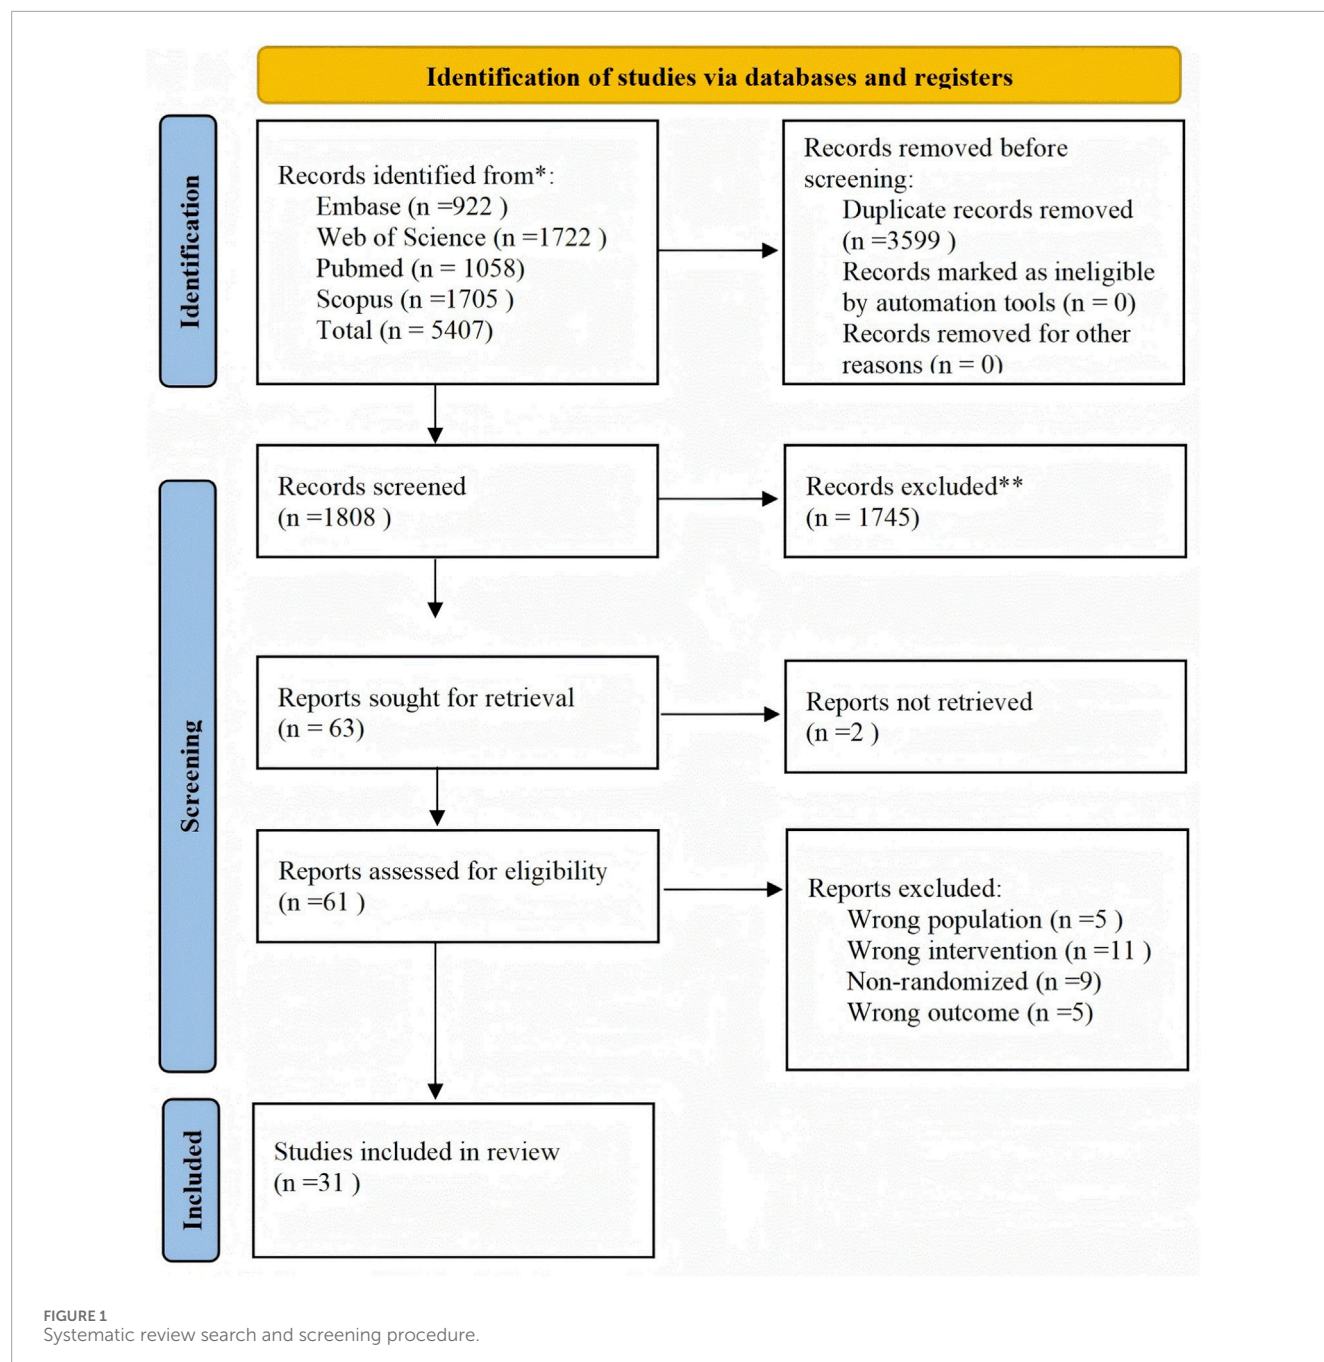 Identification of studies via databases and registers
Identification
Records identified from*:
Embase (n =922 )
Web of Science (n =1722 )
Pubmed (n = 1058)
Scopus (n =1705 )
Total (n = 5407)
Records removed before
screening:
Duplicate records removed
(n =3599 )
Records marked as ineligible
by automation tools (n = 0)
Records removed for other
reasons (n = 0)
Screening
Records screened
(n =1808 )
Records excluded**
(n = 1745)
Reports sought for retrieval
(n = 63)
Reports not retrieved
(n =2 )
Reports assessed for eligibility
(n =61 )
Reports excluded:
Wrong population (n =5 )
Wrong intervention (n =11 )
Non-randomized (n =9)
Wrong outcome (n =5)
Included
Studies included in review
(n =31 )
FIGURE 1
Systematic review search and screening procedure.